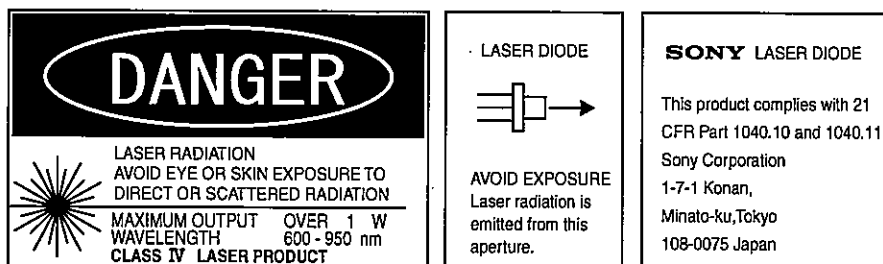 DANGER
LASER RADIATION
AVOID EYE OR SKIN EXPOSURE TO
DIRECT OR SCATTERED RADIATION
MAXIMUM OUTPUT OVER 1 W
WAVELENGTH 600 - 950 nm
CLASS IV LASER PRODUCT
LASER DIODE
AVOID EXPOSURE
Laser radiation is
emitted from this
aperture.
SONY LASER DIODE
This product complies with 21
CFR Part 1040.10 and 1040.11
Sony Corporation
1-7-1 Konan,
Minato-ku,Tokyo
108-0075 Japan